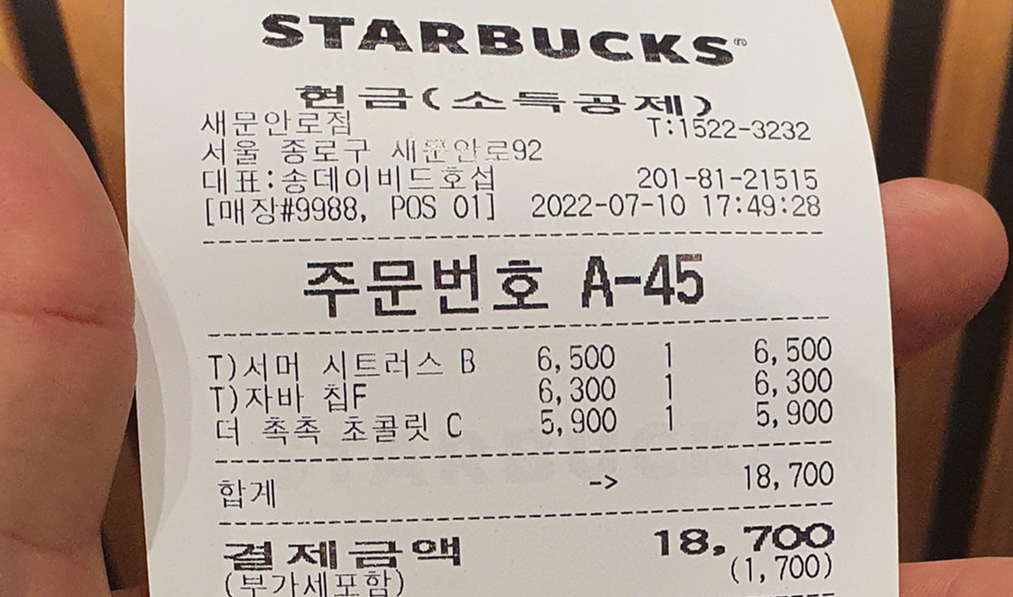 STARBUCKS®
현금(소득공제)
새문안로점 T:1522-3232
서울 종로구 새문안로92
대표:송데이비드호섭 201-81-21515
[매장#9988, POS 01] 2022-07-10 17:49:28
주문번호 A-45
T)서머 시트러스 B 6,500 1 6,500
T)자바 칩F 6,300 1 6,300
더 촉촉 초콜릿 C 5,900 1 5,900
합계 -> 18,700
결제금액 18,700
(부가세포함) (1,700)